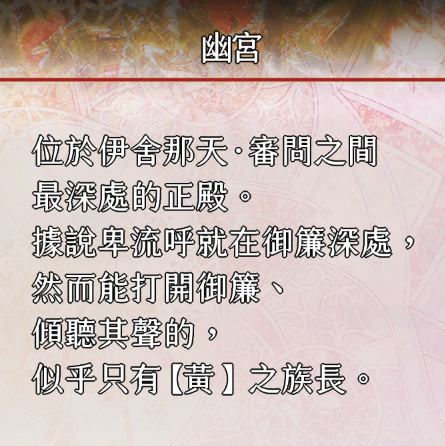 幽宮
位於伊舍那天·審問之間
最深處的正殿。
據說卑流呼就在御簾深處，
然而能打開御簾、
傾聽其聲的，
似乎只有【黃】之族長。